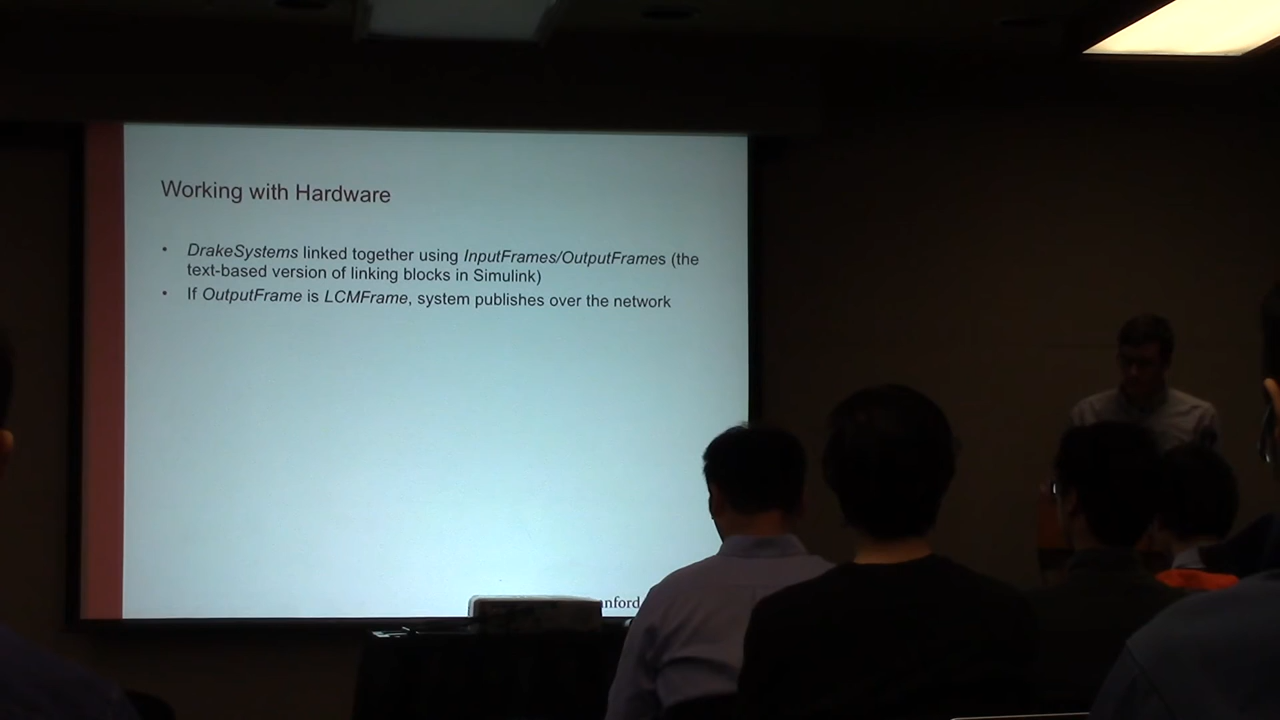 Working with Hardware
• DrakeSystems linked together using InputFrames/OutputFrames (the
text-based version of linking blocks in Simulink)
• If OutputFrame is LCMFrame, system publishes over the network